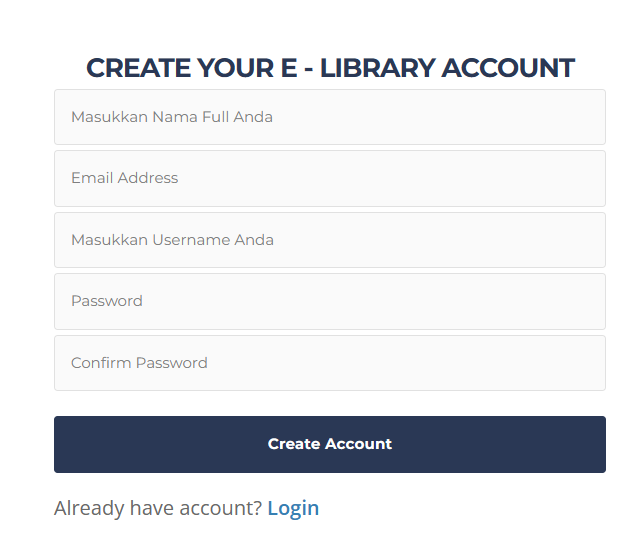 CREATE YOUR E - LIBRARY ACCOUNT
Masukkan Nama Full Anda
Email Address
Masukkan Username Anda
Password
Confirm Password
Create Account
Already have account? Login